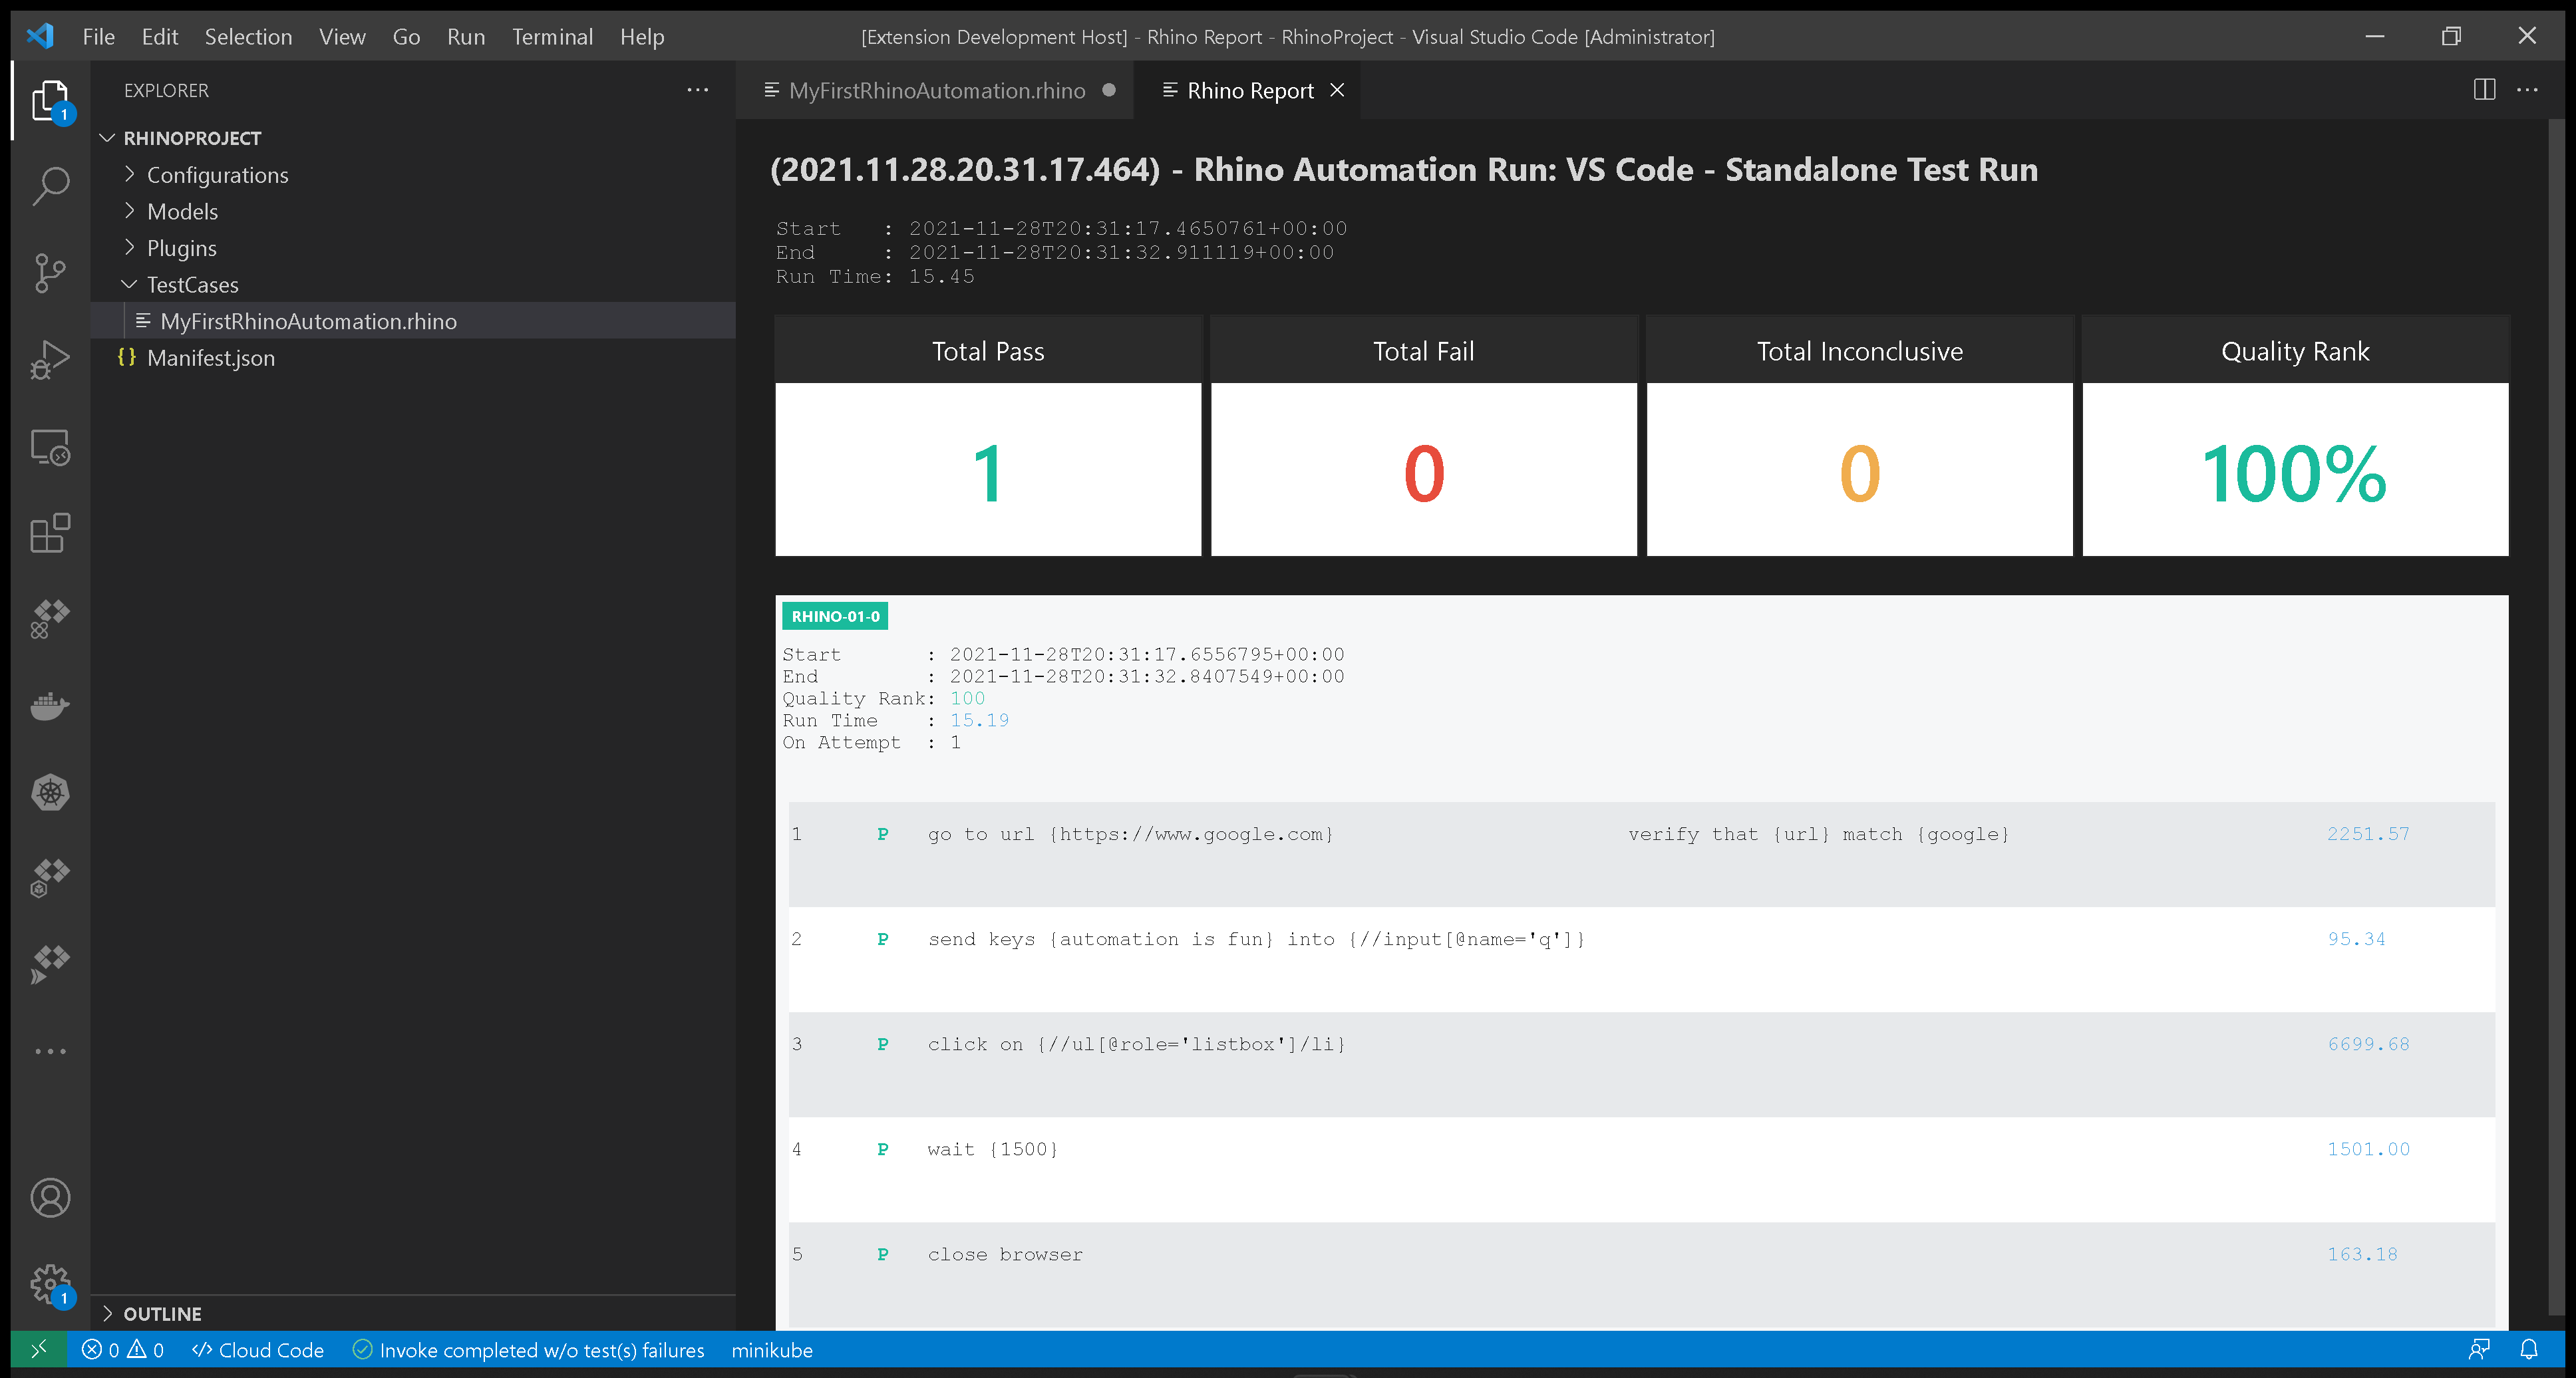 File Edit Selection View Go Run Terminal Help [Extension Development Host] - Rhino Report - RhinoProject - Visual Studio Code [Administrator]
EXPLORER
RHINOPROJECT
Configurations
Models
Plugins
TestCases
MyFirstRhinoAutomation.rhino
{} Manifest.json
OUTLINE
1
1
MyFirstRhinoAutomation.rhino Rhino Report
(2021.11.28.20.31.17.464) - Rhino Automation Run: VS Code - Standalone Test Run
Start : 2021-11-28T20:31:17.4650761+00:00
End : 2021-11-28T20:31:32.911119+00:00
Run Time: 15.45
Total Pass Total Fail Total Inconclusive Quality Rank
1 0 0 100%
RHINO-01-0
Start : 2021-11-28T20:31:17.6556795+00:00
End : 2021-11-28T20:31:32.8407549+00:00
Quality Rank: 100
Run Time : 15.19
On Attempt : 1
1 P go to url {https://www.google.com} verify that {url} match {google} 2251.57
2 P send keys {automation is fun} into {//input[@name='q']} 95.34
3 P click on {//ul[@role='listbox']/li} 6699.68
4 P wait {1500} 1501.00
5 P close browser 163.18
0 0 </> Cloud Code Invoke completed w/o test(s) failures minikube